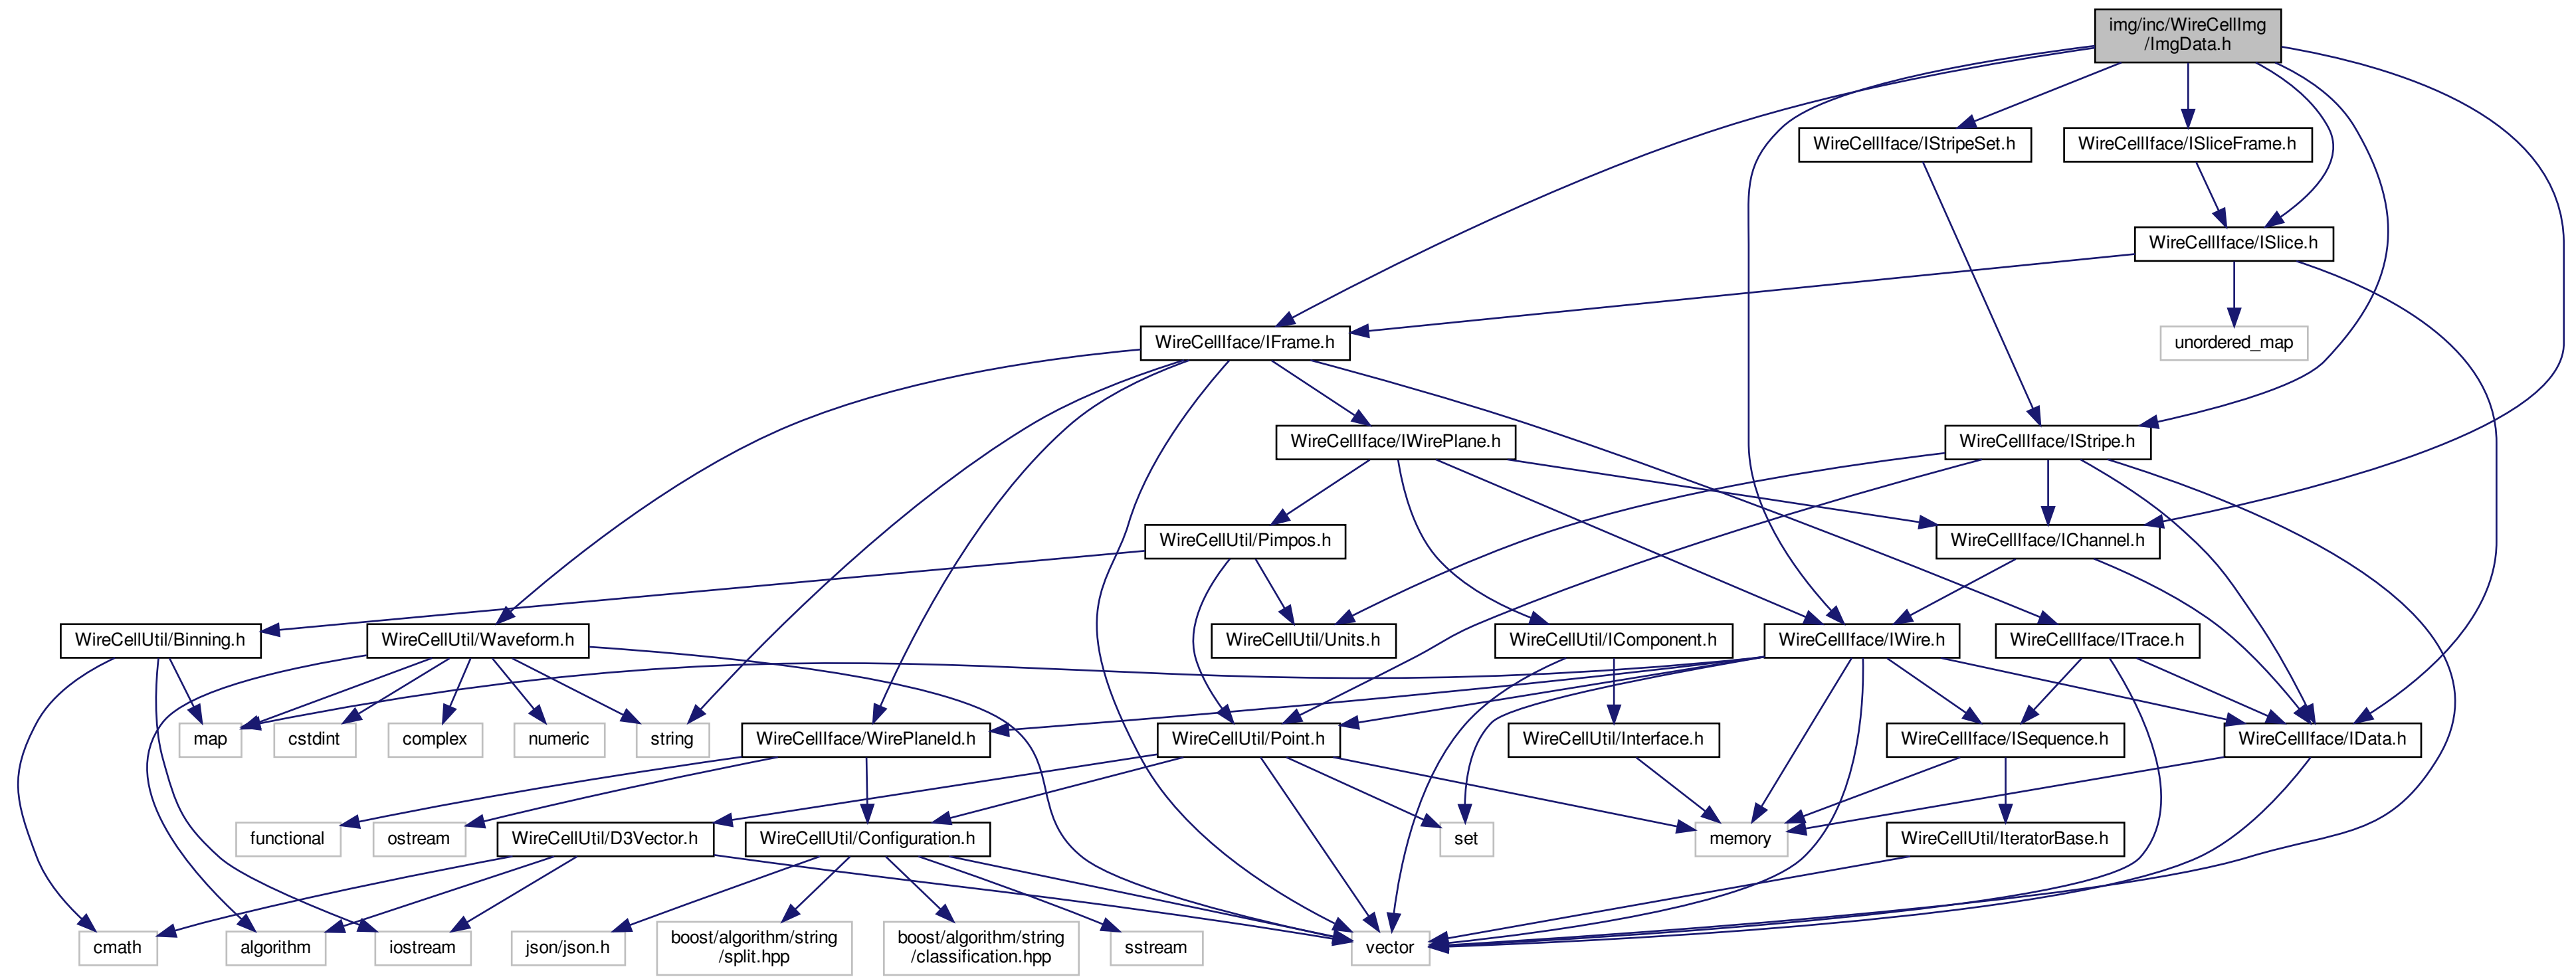 img/inc/WireCellImg
/ImgData.h
WireCellIface/IStripeSet.h
WireCellIface/ISliceFrame.h
WireCellIface/ISlice.h
WireCellIface/IFrame.h
unordered_map
WireCellIface/IWirePlane.h
WireCellIface/IStripe.h
WireCellUtil/Pimpos.h
WireCellIface/IChannel.h
WireCellUtil/Binning.h
WireCellUtil/Waveform.h
WireCellUtil/Units.h
WireCellUtil/IComponent.h
WireCellIface/IWire.h
WireCellIface/ITrace.h
map
cstdint
complex
numeric
string
WireCellIface/WirePlaneId.h
WireCellUtil/Point.h
WireCellUtil/Interface.h
WireCellIface/ISequence.h
WireCellIface/IData.h
functional
ostream
WireCellUtil/D3Vector.h
WireCellUtil/Configuration.h
set
memory
WireCellUtil/IteratorBase.h
cmath
algorithm
iostream
json/json.h
boost/algorithm/string
/split.hpp
boost/algorithm/string
/classification.hpp
sstream
vector